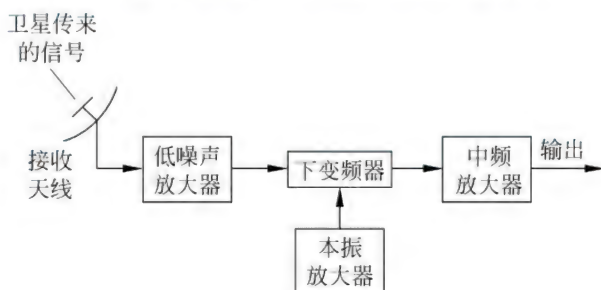 卫星传来
的信号
接收
天线
低噪声
放大器
下变频器
中频
放大器
输出
本振
放大器